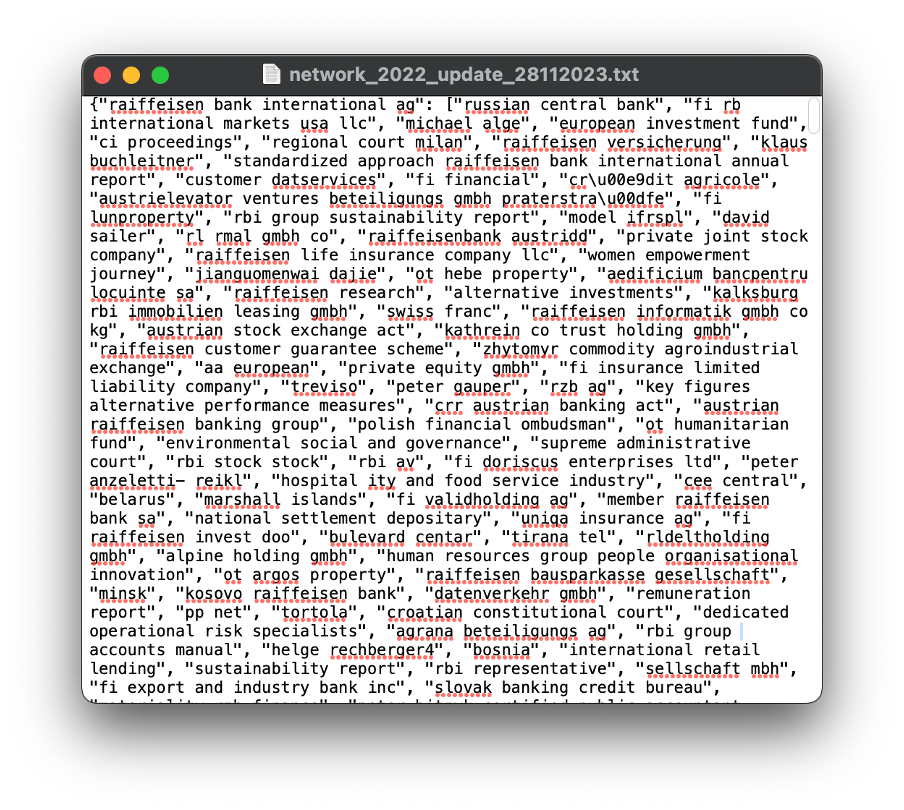 network_2022_update_28112023.txt
{"raiffeisen bank international ag": ["russian central bank", "fi rb
international markets usa llc", "michael alge", "european investment fund",
"ci proceedings", "regional court milan", "raiffeisen versicherung", "klaus
buchleitner", "standardized approach raiffeisen bank international annual
report", "customer datservices", "fi financial", "cr\u00e9dit agricole",
"austrielevator ventures beteiligungs gmbh praterstra\u00dfe", "fi
lunproperty", "rbi group sustainability report", "model ifrspl", "david
sailer", "rl rmal gmbh co", "raiffeisenbank austridd", "private joint stock
company", "raiffeisen life insurance company llc", "women empowerment
journey", "jianguomenwai dajie", "ot hebe property", "aedificium bancpentru
locuinte sa", "raiffeisen research", "alternative investments", "kalksburg
rbi immobilien leasing gmbh", "swiss franc", "raiffeisen informatik gmbh co
kg", "austrian stock exchange act", "kathrein co trust holding gmbh",
"raiffeisen customer guarantee scheme", "zhytomyr commodity agroindustrial
exchange", "aa european", "private equity gmbh", "fi insurance limited
liability company", "treviso", "peter gauper", "rzb ag", "key figures
alternative performance measures", "crr austrian banking act", "austrian
raiffeisen banking group", "polish financial ombudsman", "ot humanitarian
fund", "environmental social and governance", "supreme administrative
court", "rbi stock stock", "rbi av", "fi doriscus enterprises ltd", "peter
anzeletti— reikl", "hospital ity and food service industry", "cee central",
"belarus", "marshall islands", "fi validholding ag", "member raiffeisen
bank sa", "national settlement depositary", "uniqa insurance ag", "fi
raiffeisen invest doo", "bulevard centar", "tirana tel", "rldeltholding
gmbh", "alpine holding gmbh", "human resources group people organisational
innovation", "ot argos property", "raiffeisen bausparkasse gesellschaft",
"minsk", "kosovo raiffeisen bank", "datenverkehr gmbh", "remuneration
report", "pp net", "tortola", "croatian constitutional court", "dedicated
operational risk specialists", "agrana beteiligungs ag", "rbi group
accounts manual", "helge rechberger4", "bosnia", "international retail
lending", "sustainability report", "rbi representative", "sellschaft mbh",
"fi export and industry bank inc", "slovak banking credit bureau",